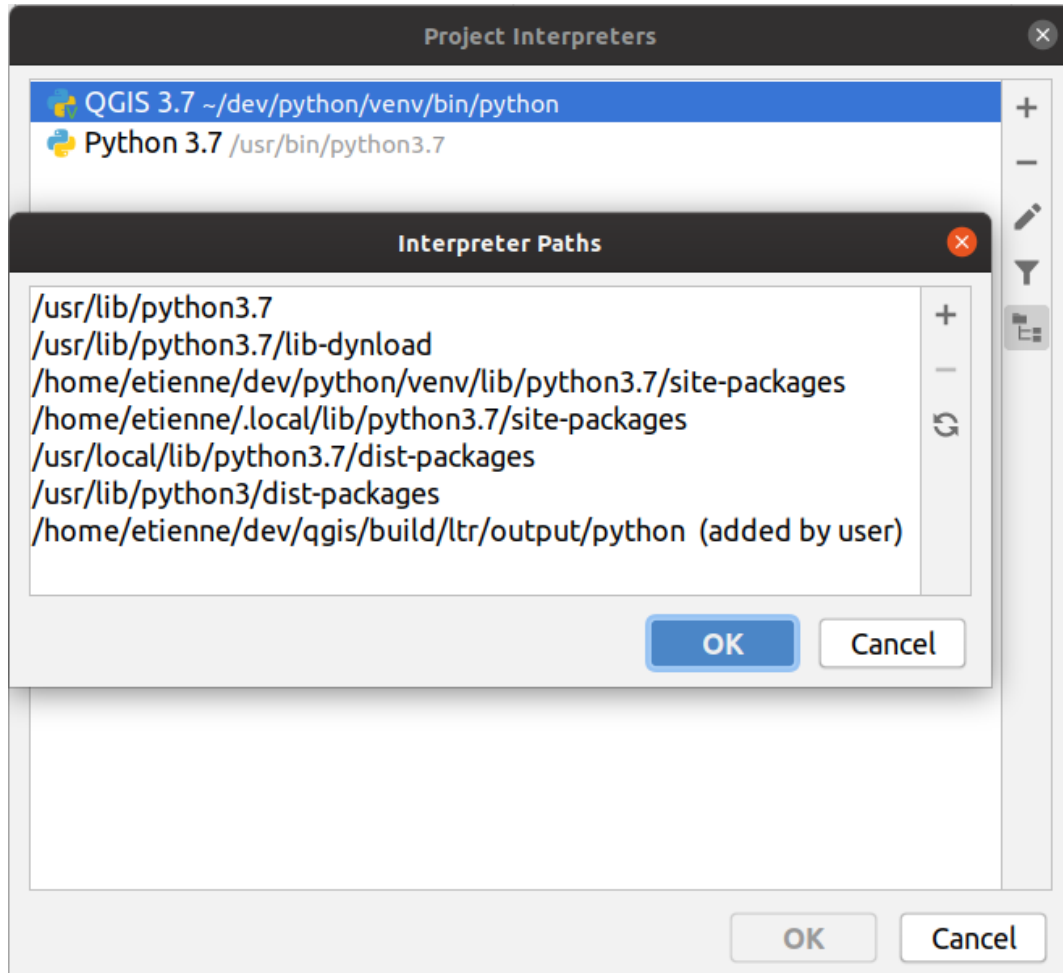 Project Interpreters
QGIS 3.7 ~/dev/python/venv/bin/python
Python 3.7 /usr/bin/python3.7
Interpreter Paths
/usr/lib/python3.7
/usr/lib/python3.7/lib-dynload
/home/etienne/dev/python/venv/lib/python3.7/site-packages
/home/etienne/.local/lib/python3.7/site-packages
/usr/local/lib/python3.7/dist-packages
/usr/lib/python3/dist-packages
/home/etienne/dev/qgis/build/ltr/output/python (added by user)
OK Cancel
OK Cancel